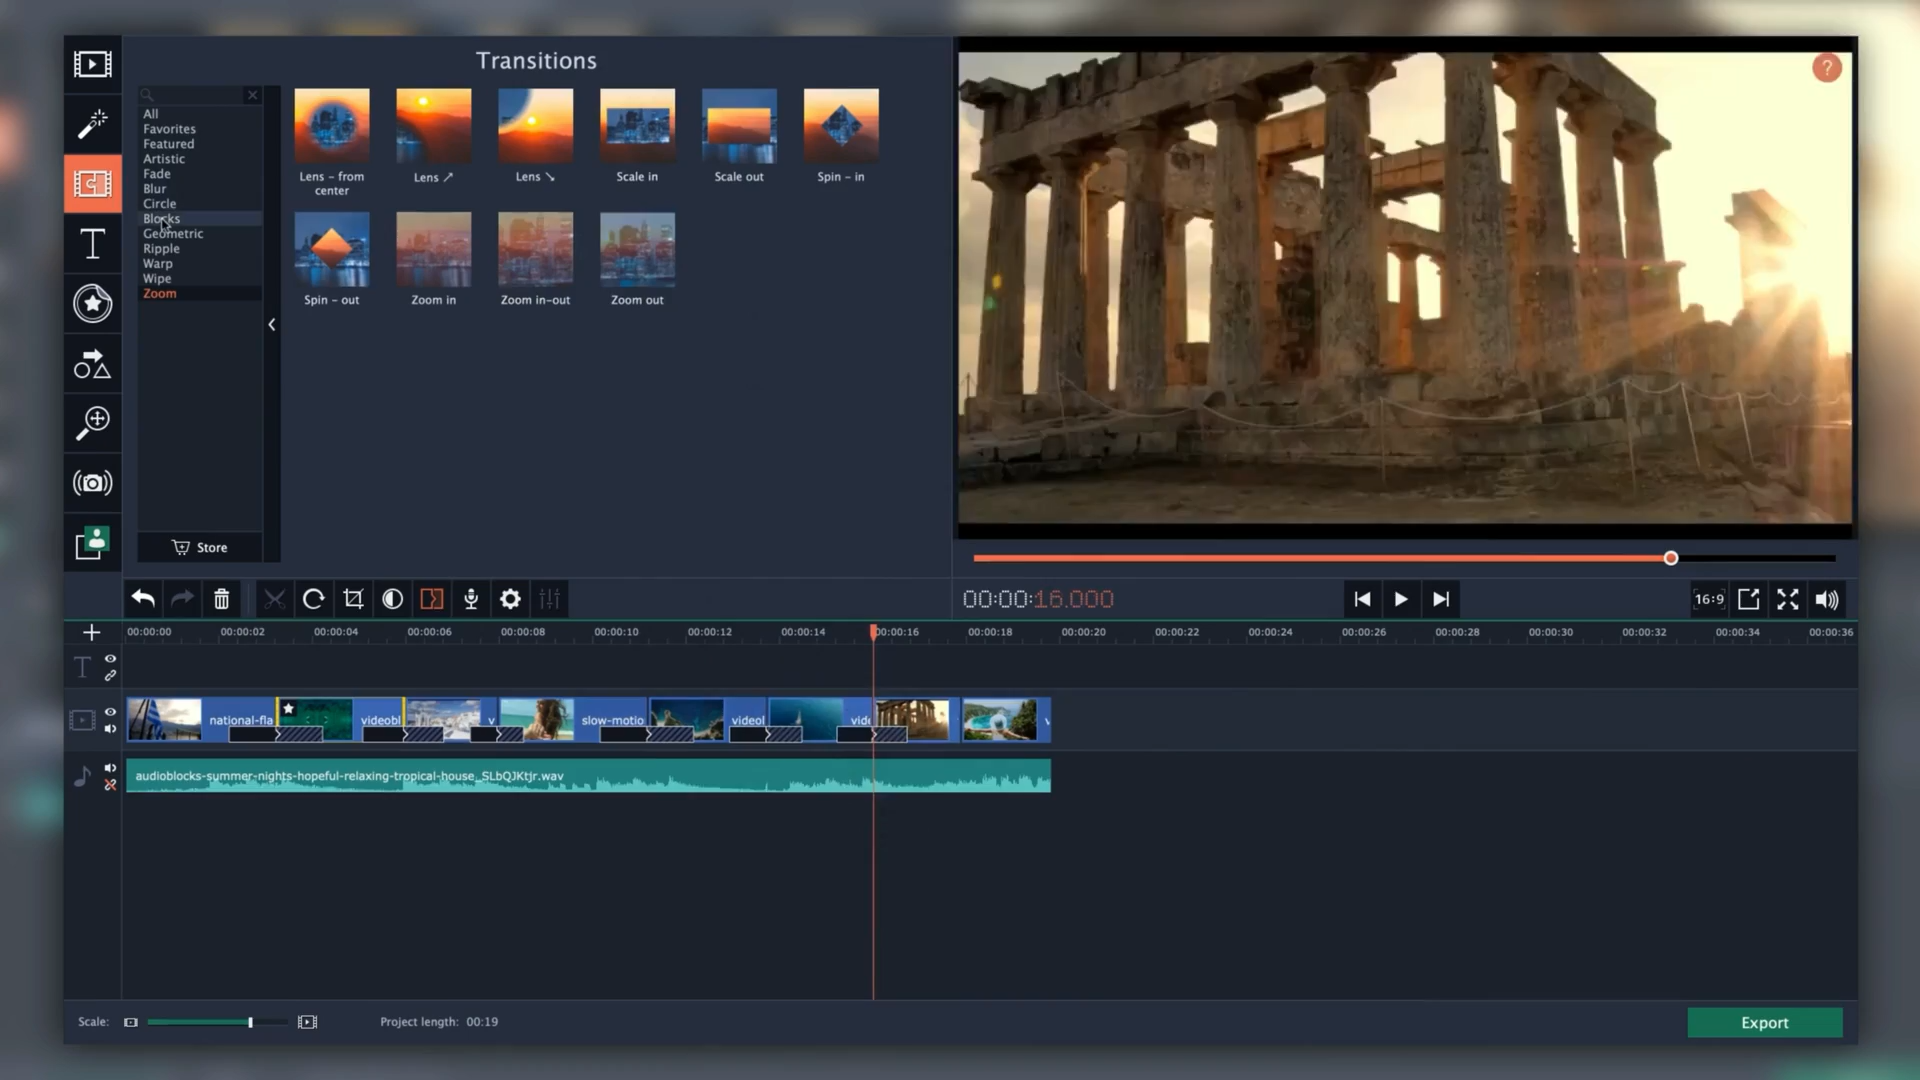 Transitions
?
All
Favorites
Featured
Artistic
Fade
Blur
Circle
Blocks
Geometric
Ripple
Warp
Wipe
Zoom
Store
Lens – from
center
Lens ↗
Lens ↘
Scale in
Scale out
Spin – in
Spin – out
Zoom in
Zoom in-out
Zoom out
00:00:16.000
16:9
00:00:00 00:00:02 00:00:04 00:00:06 00:00:08 00:00:10 00:00:12 00:00:14 00:00:16 00:00:18 00:00:20 00:00:22 00:00:24 00:00:26 00:00:28 00:00:30 00:00:32 00:00:34 00:00:36
national-fla videobl v slow-motio videol vid v
audioblocks-summer-nights-hopeful-relaxing-tropical-house_SLbQJKtjr.wav
Scale:
Project length: 00:19
Export